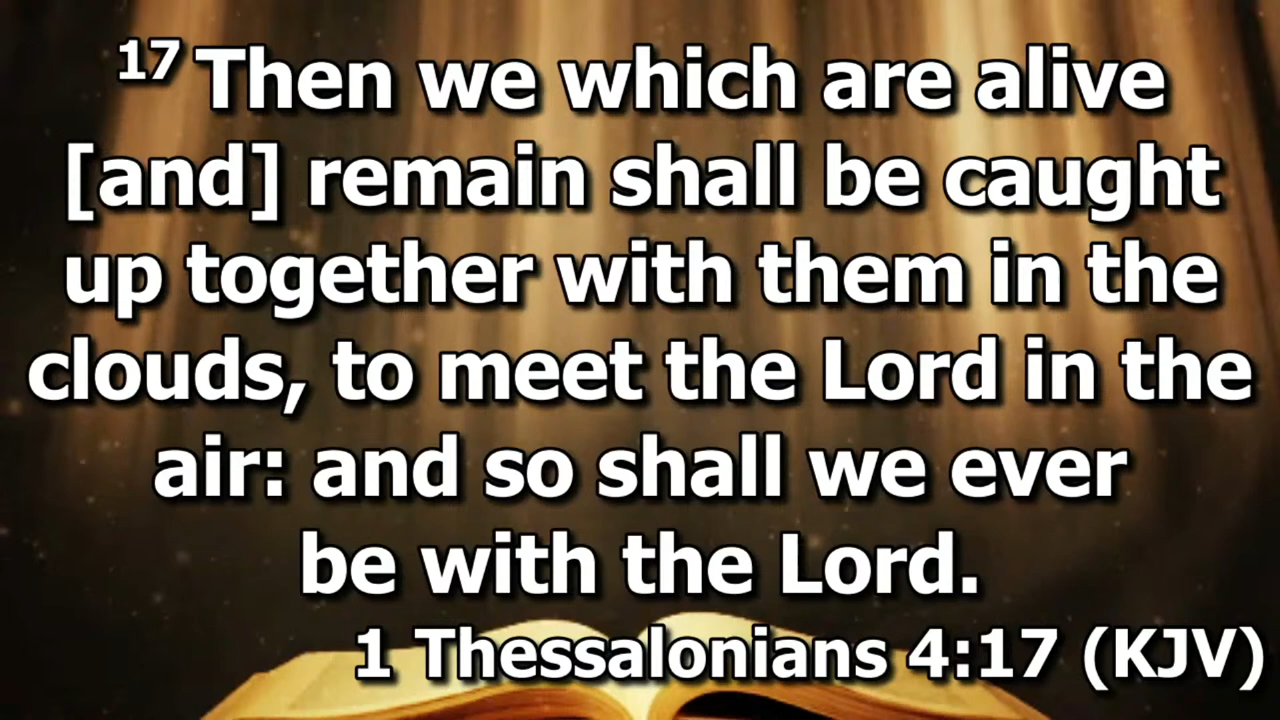 17 Then we which are alive
[and] remain shall be caught
up together with them in the
clouds, to meet the Lord in the
air: and so shall we ever
be with the Lord.
1 Thessalonians 4:17 (KJV)